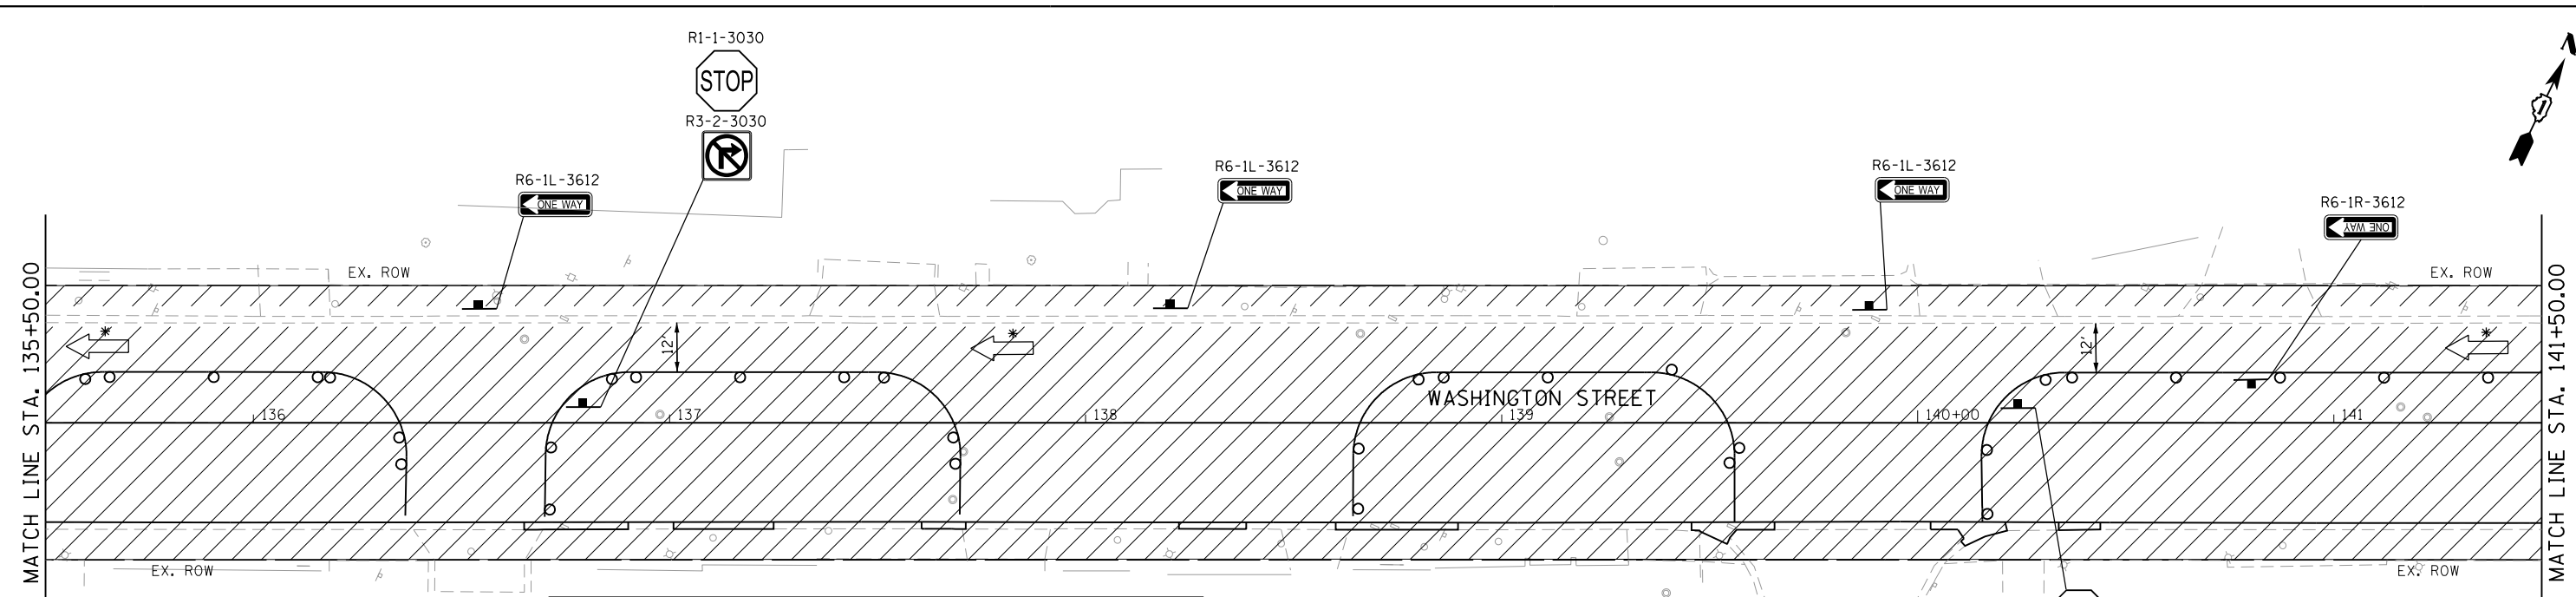 R1-1-3030
STOP
R3-2-3030
R6-1L-3612
ONE WAY
R6-1L-3612
ONE WAY
R6-1L-3612
ONE WAY
R6-1R-3612
ONE WAY
N
1
MATCH LINE STA. 135+50.00
EX. ROW
EX. ROW
*
*
*
12'
12'
WASHINGTON STREET
136
137
138
139
140+00
141
EX. ROW
EX. ROW
MATCH LINE STA. 141+50.00